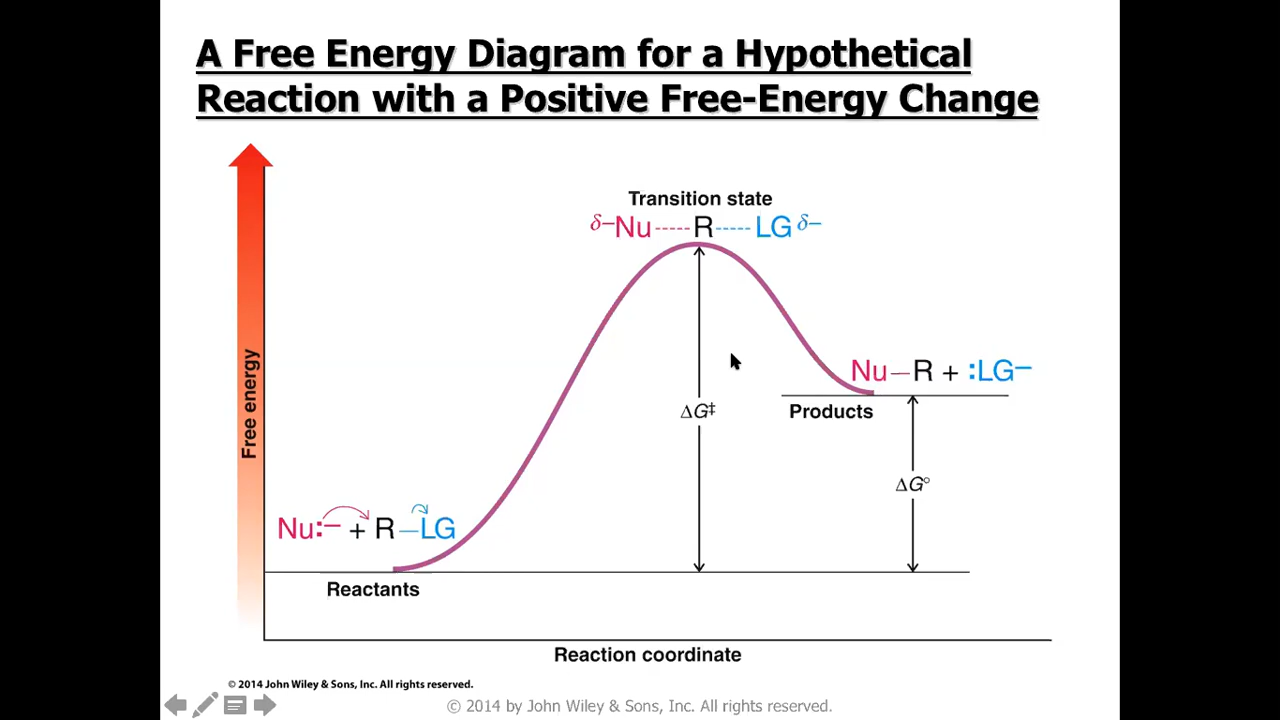 A Free Energy Diagram for a Hypothetical
Reaction with a Positive Free-Energy Change
Transition state
δ−Nu-----R-----LG δ−
Free energy
Nu—R + :LG−
Products
ΔG‡
ΔG°
Nu:− + R—LG
Reactants
Reaction coordinate
© 2014 John Wiley & Sons, Inc. All rights reserved.
© 2014 by John Wiley & Sons, Inc. All rights reserved.